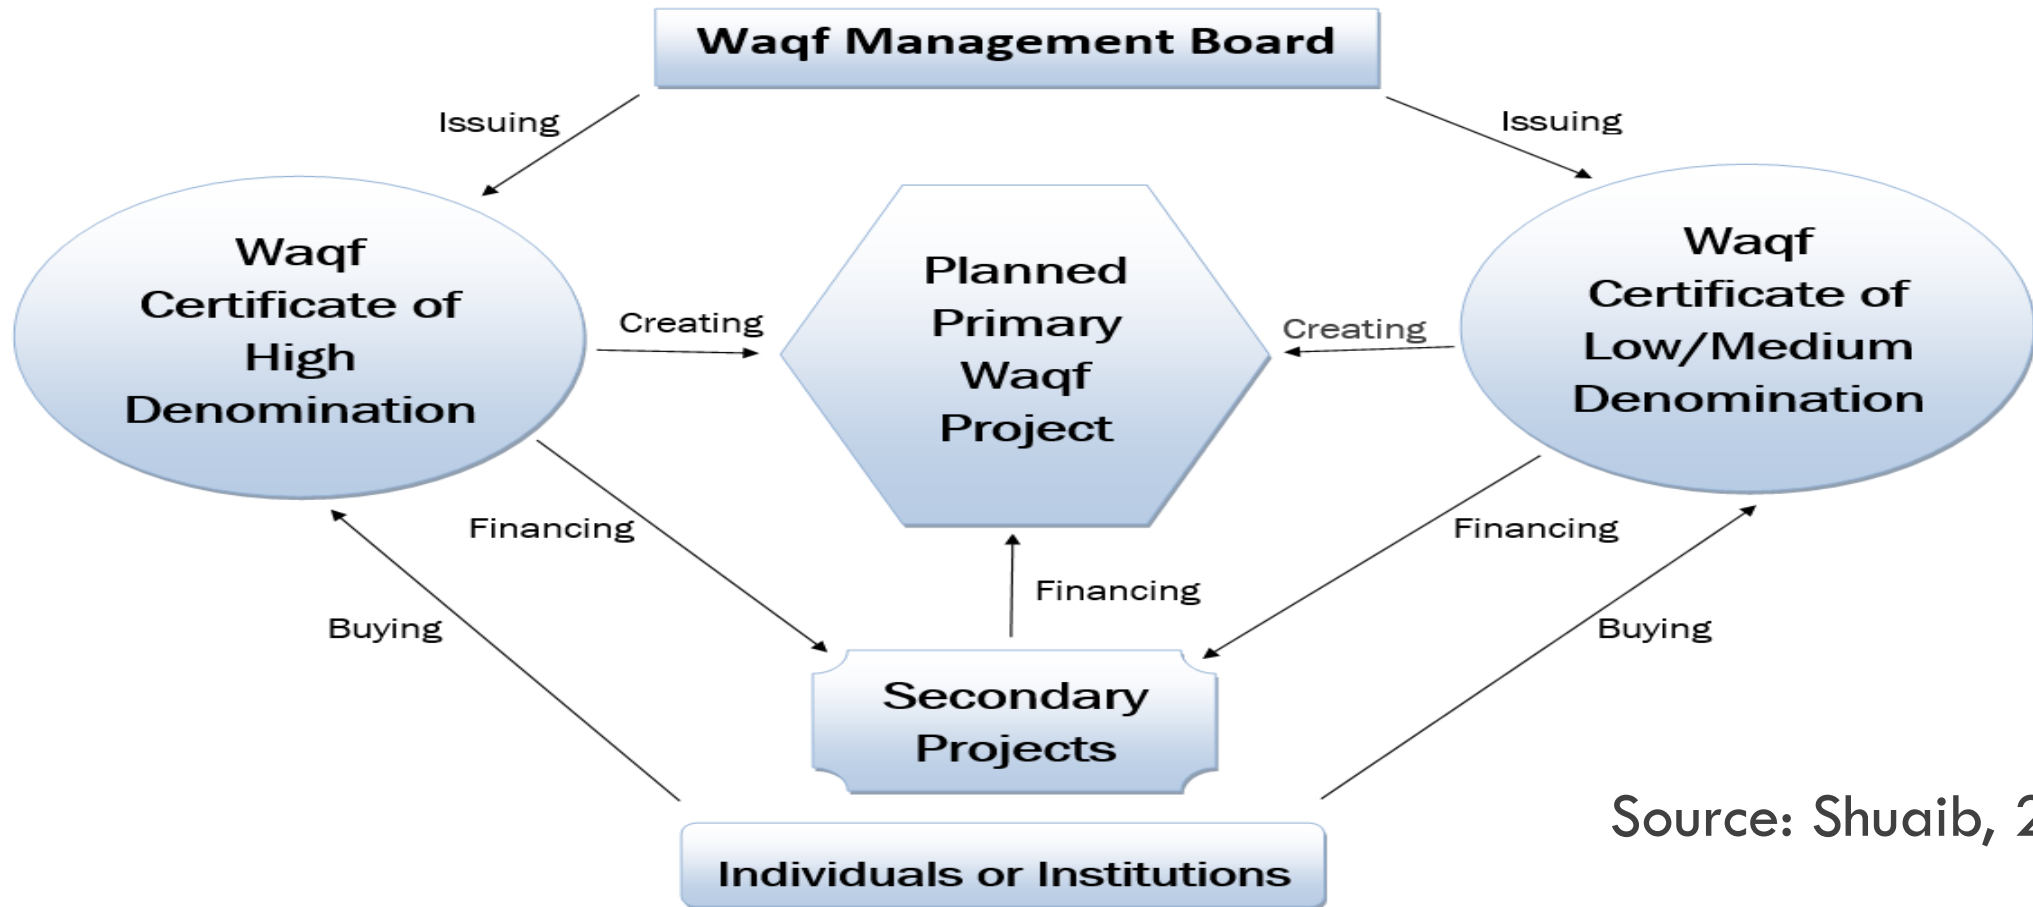 Waqf Management Board
Issuing
Issuing
Waqf
Certificate of
High
Denomination
Creating
Planned
Primary
Waqf
Project
Creating
Waqf
Certificate of
Low/Medium
Denomination
Financing
Financing
Financing
Buying
Buying
Secondary
Projects
Source: Shuaib, 2
Individuals or Institutions